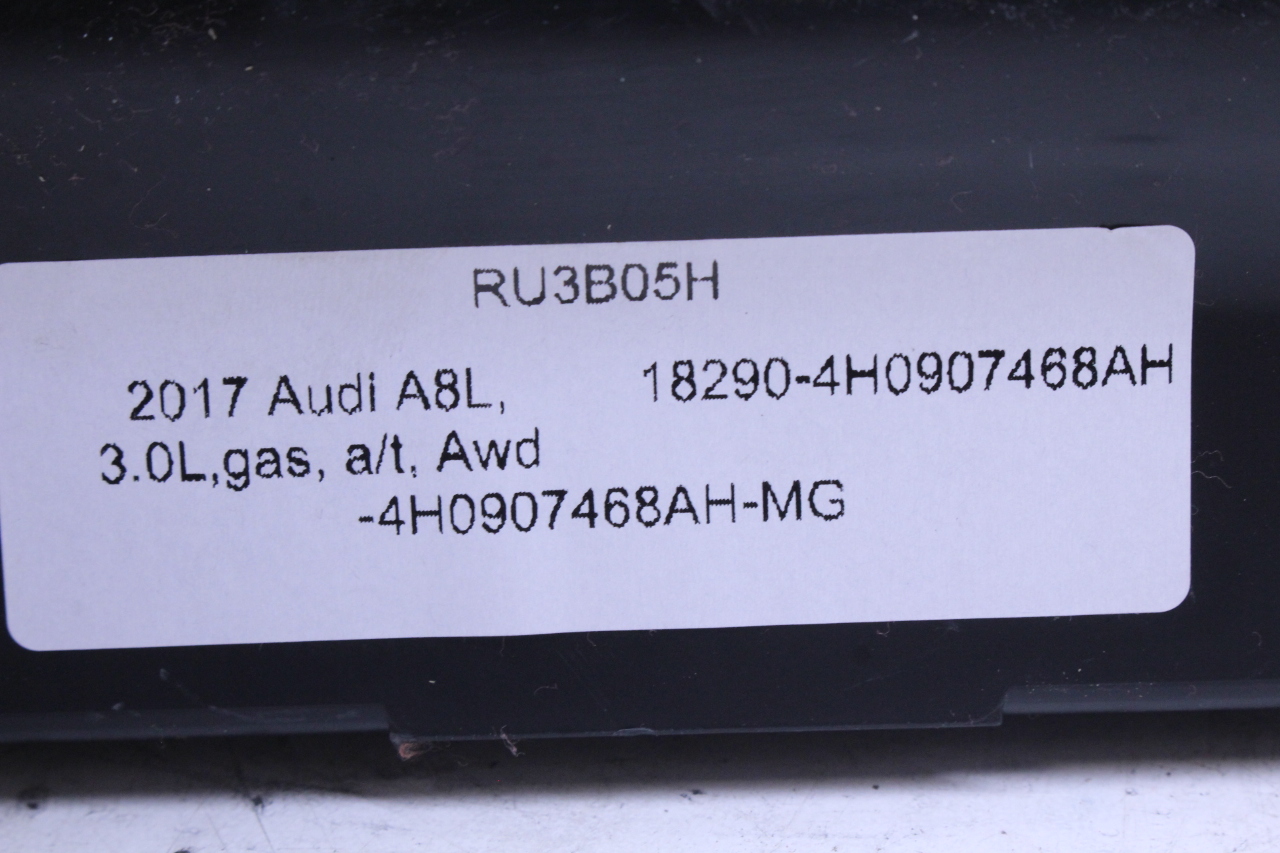 RU3B05H
2017 Audi A8L, 18290-4H0907468AH
3.0L,gas, a/t, Awd
-4H0907468AH-MG